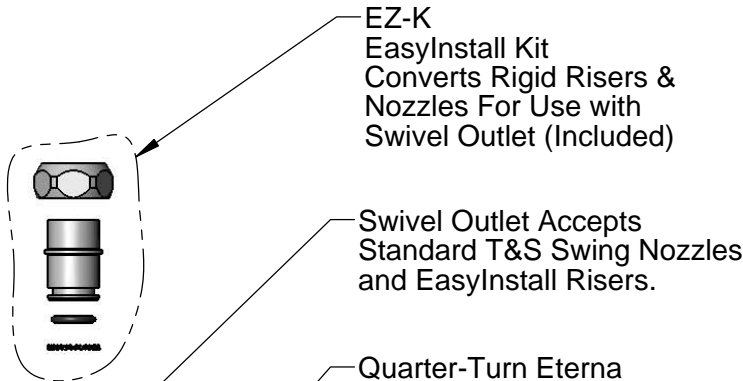 EZ-K
EasyInstall Kit
Converts Rigid Risers &
Nozzles For Use with
Swivel Outlet (Included)
Swivel Outlet Accepts
Standard T&S Swing Nozzles
and EasyInstall Risers.
Quarter-Turn Eterna